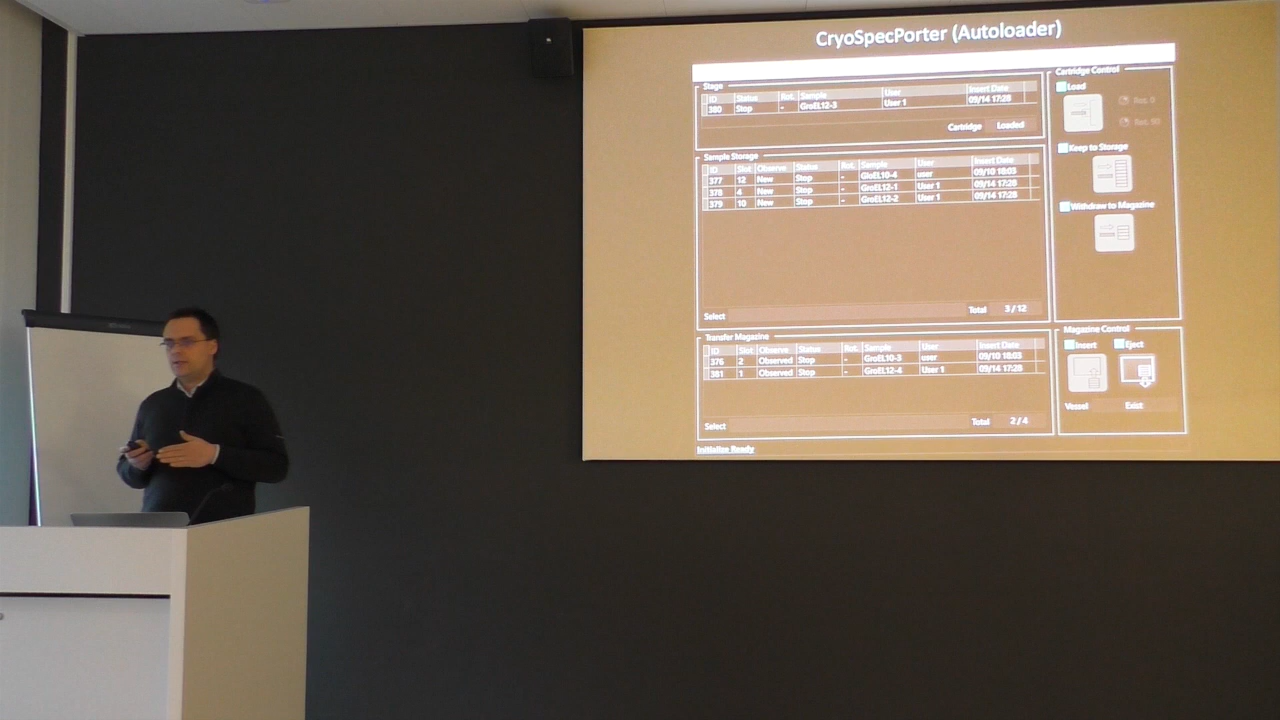 CryoSpecPorter (Autoloader)
Stage
ID Status Rot. Sample User Insert Date
380 Stop - GroEL12-3 User 1 09/14 17:28
Cartridge Loaded
Sample Storage
ID Slot Observe Status Rot. Sample User Insert Date
377 12 New Stop - GloEL10-4 user 09/10 18:03
378 4 New Stop - GroEL12-1 User 1 09/14 17:28
379 10 New Stop - GroEL12-2 User 1 09/14 17:28
Select Total 3 / 12
Transfer Magazine
ID Slot Observe Status Rot. Sample User Insert Date
376 2 Observed Stop - GroEL10-3 user 09/10 18:03
381 1 Observed Stop - GroEL12-4 User 1 09/14 17:28
Select Total 2 / 4
Initialize Ready
Cartridge Control
Load
Rot. 0
Rot. 90
Keep to Storage
Withdraw to Magazine
Magazine Control
Insert Eject
Vessel Exist